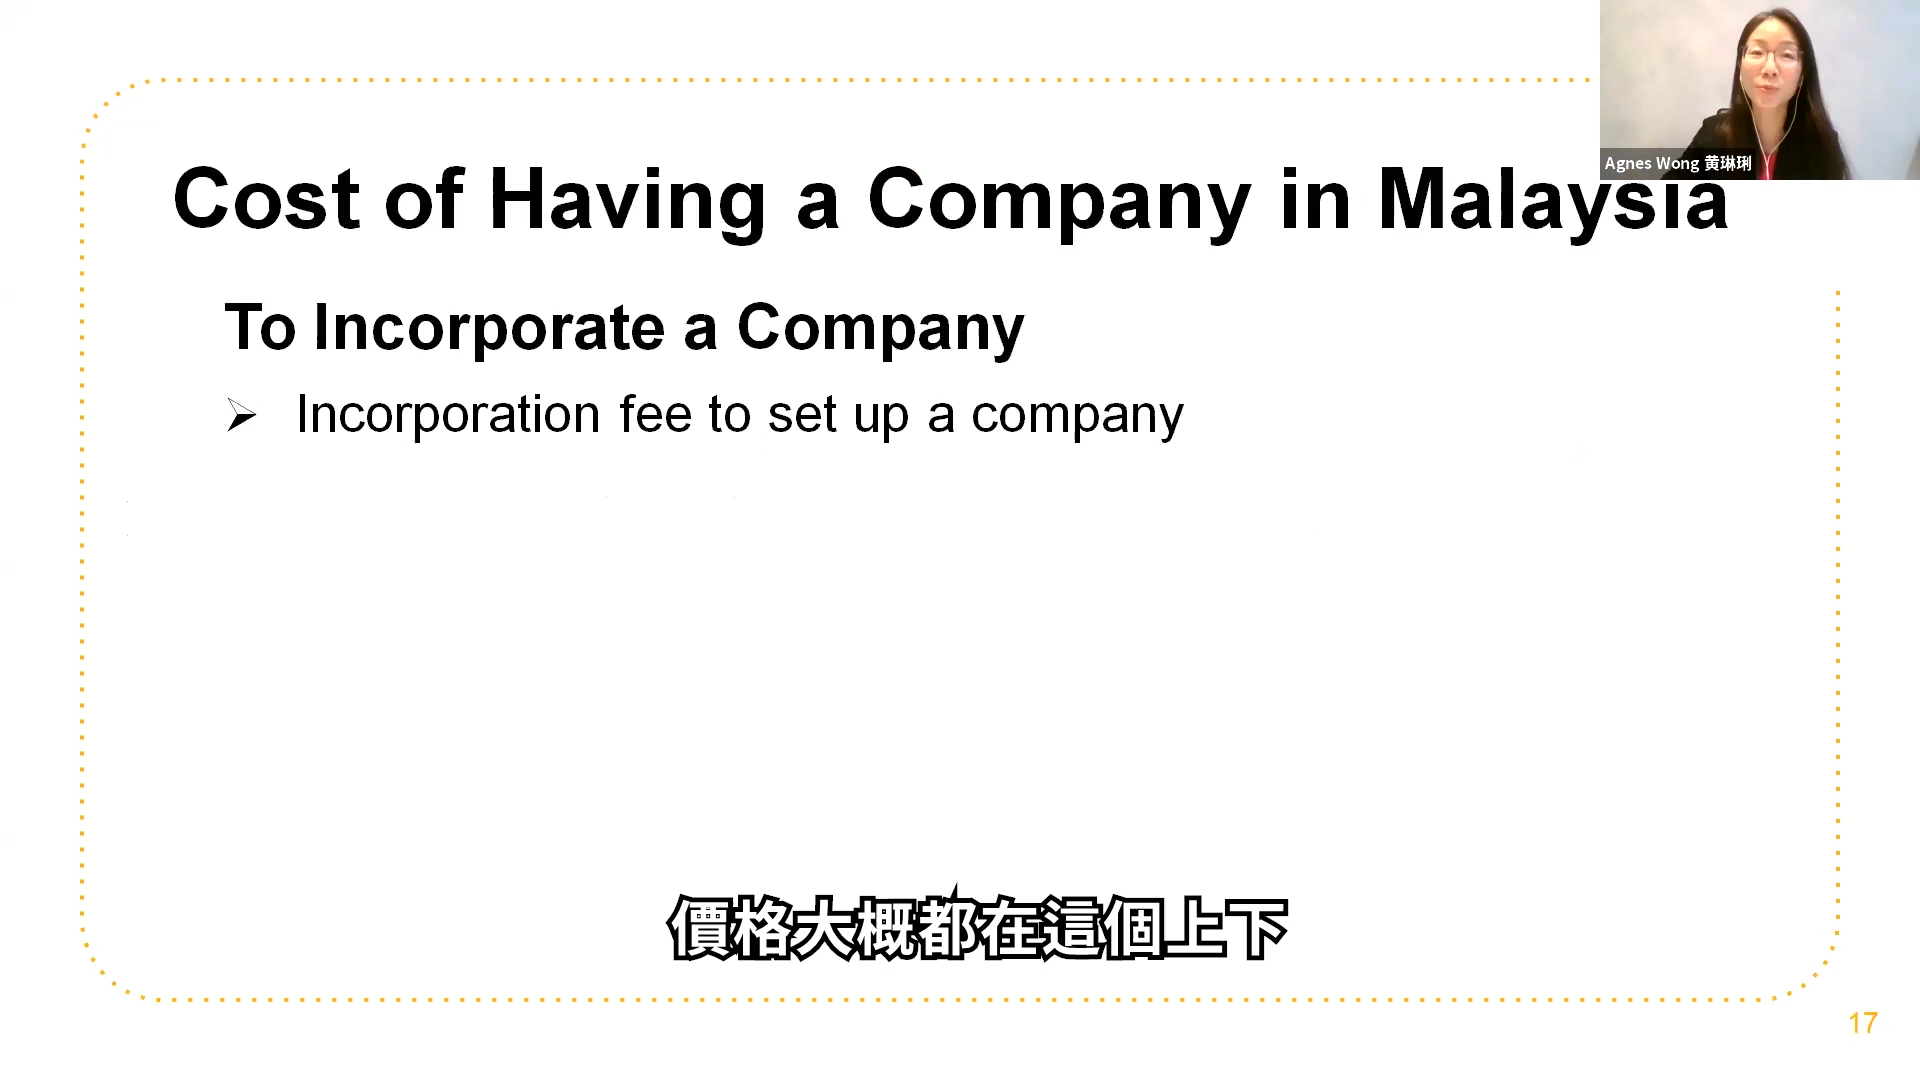 Agnes Wong 黄琳琍
Cost of Having a Company in Malaysia
To Incorporate a Company
➢ Incorporation fee to set up a company
價格大概都在這個上下
17